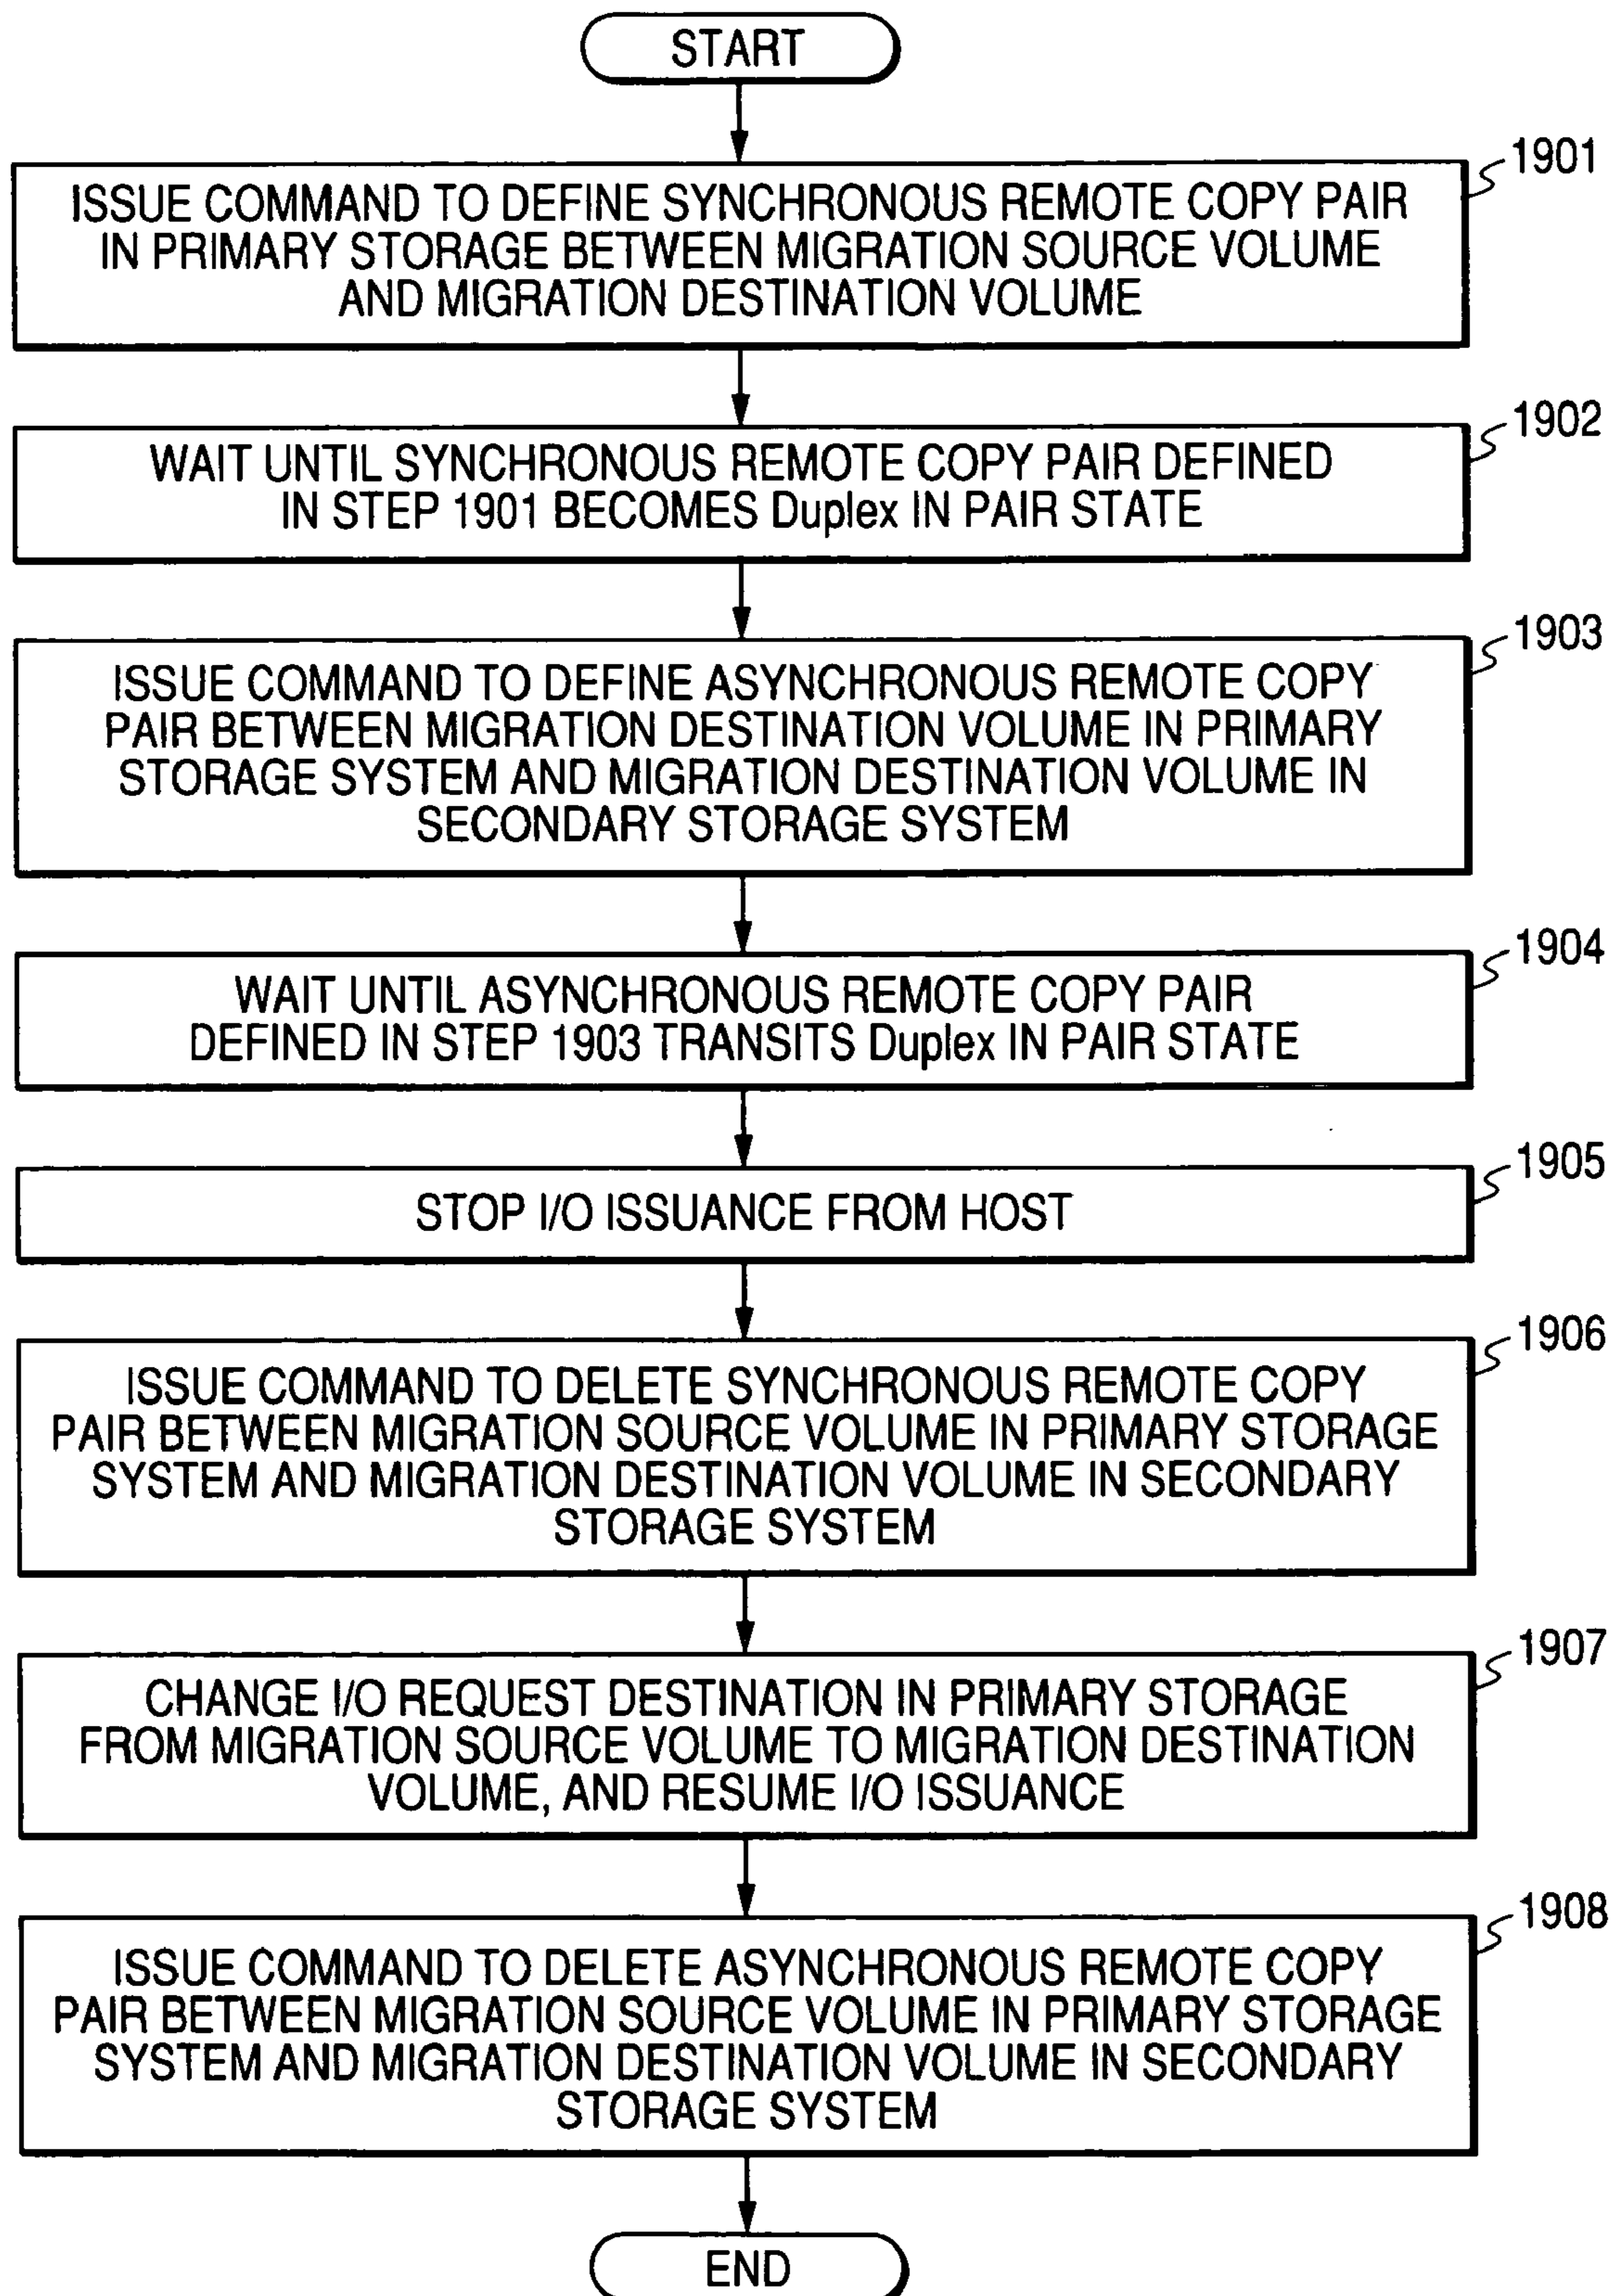 START
1901
ISSUE COMMAND TO DEFINE SYNCHRONOUS REMOTE COPY PAIR
IN PRIMARY STORAGE BETWEEN MIGRATION SOURCE VOLUME
AND MIGRATION DESTINATION VOLUME
1902
WAIT UNTIL SYNCHRONOUS REMOTE COPY PAIR DEFINED
IN STEP 1901 BECOMES Duplex IN PAIR STATE
1903
ISSUE COMMAND TO DEFINE ASYNCHRONOUS REMOTE COPY
PAIR BETWEEN MIGRATION DESTINATION VOLUME IN PRIMARY
STORAGE SYSTEM AND MIGRATION DESTINATION VOLUME IN
SECONDARY STORAGE SYSTEM
1904
WAIT UNTIL ASYNCHRONOUS REMOTE COPY PAIR
DEFINED IN STEP 1903 TRANSITS Duplex IN PAIR STATE
1905
STOP I/O ISSUANCE FROM HOST
1906
ISSUE COMMAND TO DELETE SYNCHRONOUS REMOTE COPY
PAIR BETWEEN MIGRATION SOURCE VOLUME IN PRIMARY STORAGE
SYSTEM AND MIGRATION DESTINATION VOLUME IN SECONDARY
STORAGE SYSTEM
1907
CHANGE I/O REQUEST DESTINATION IN PRIMARY STORAGE
FROM MIGRATION SOURCE VOLUME TO MIGRATION DESTINATION
VOLUME, AND RESUME I/O ISSUANCE
1908
ISSUE COMMAND TO DELETE ASYNCHRONOUS REMOTE COPY
PAIR BETWEEN MIGRATION SOURCE VOLUME IN PRIMARY STORAGE
SYSTEM AND MIGRATION DESTINATION VOLUME IN SECONDARY
STORAGE SYSTEM
END